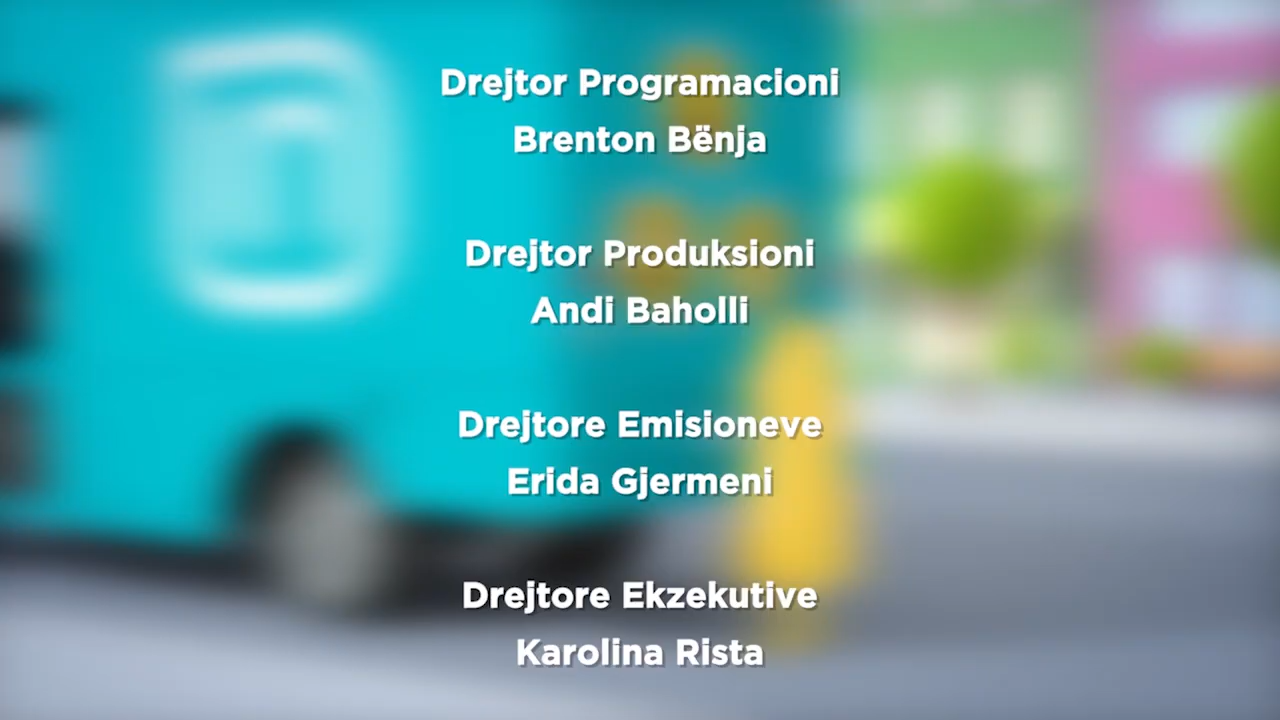 Drejtor Programacioni
Brenton Bënja
Drejtor Produksioni
Andi Baholli
Drejtore Emisioneve
Erida Gjermeni
Drejtore Ekzekutive
Karolina Rista